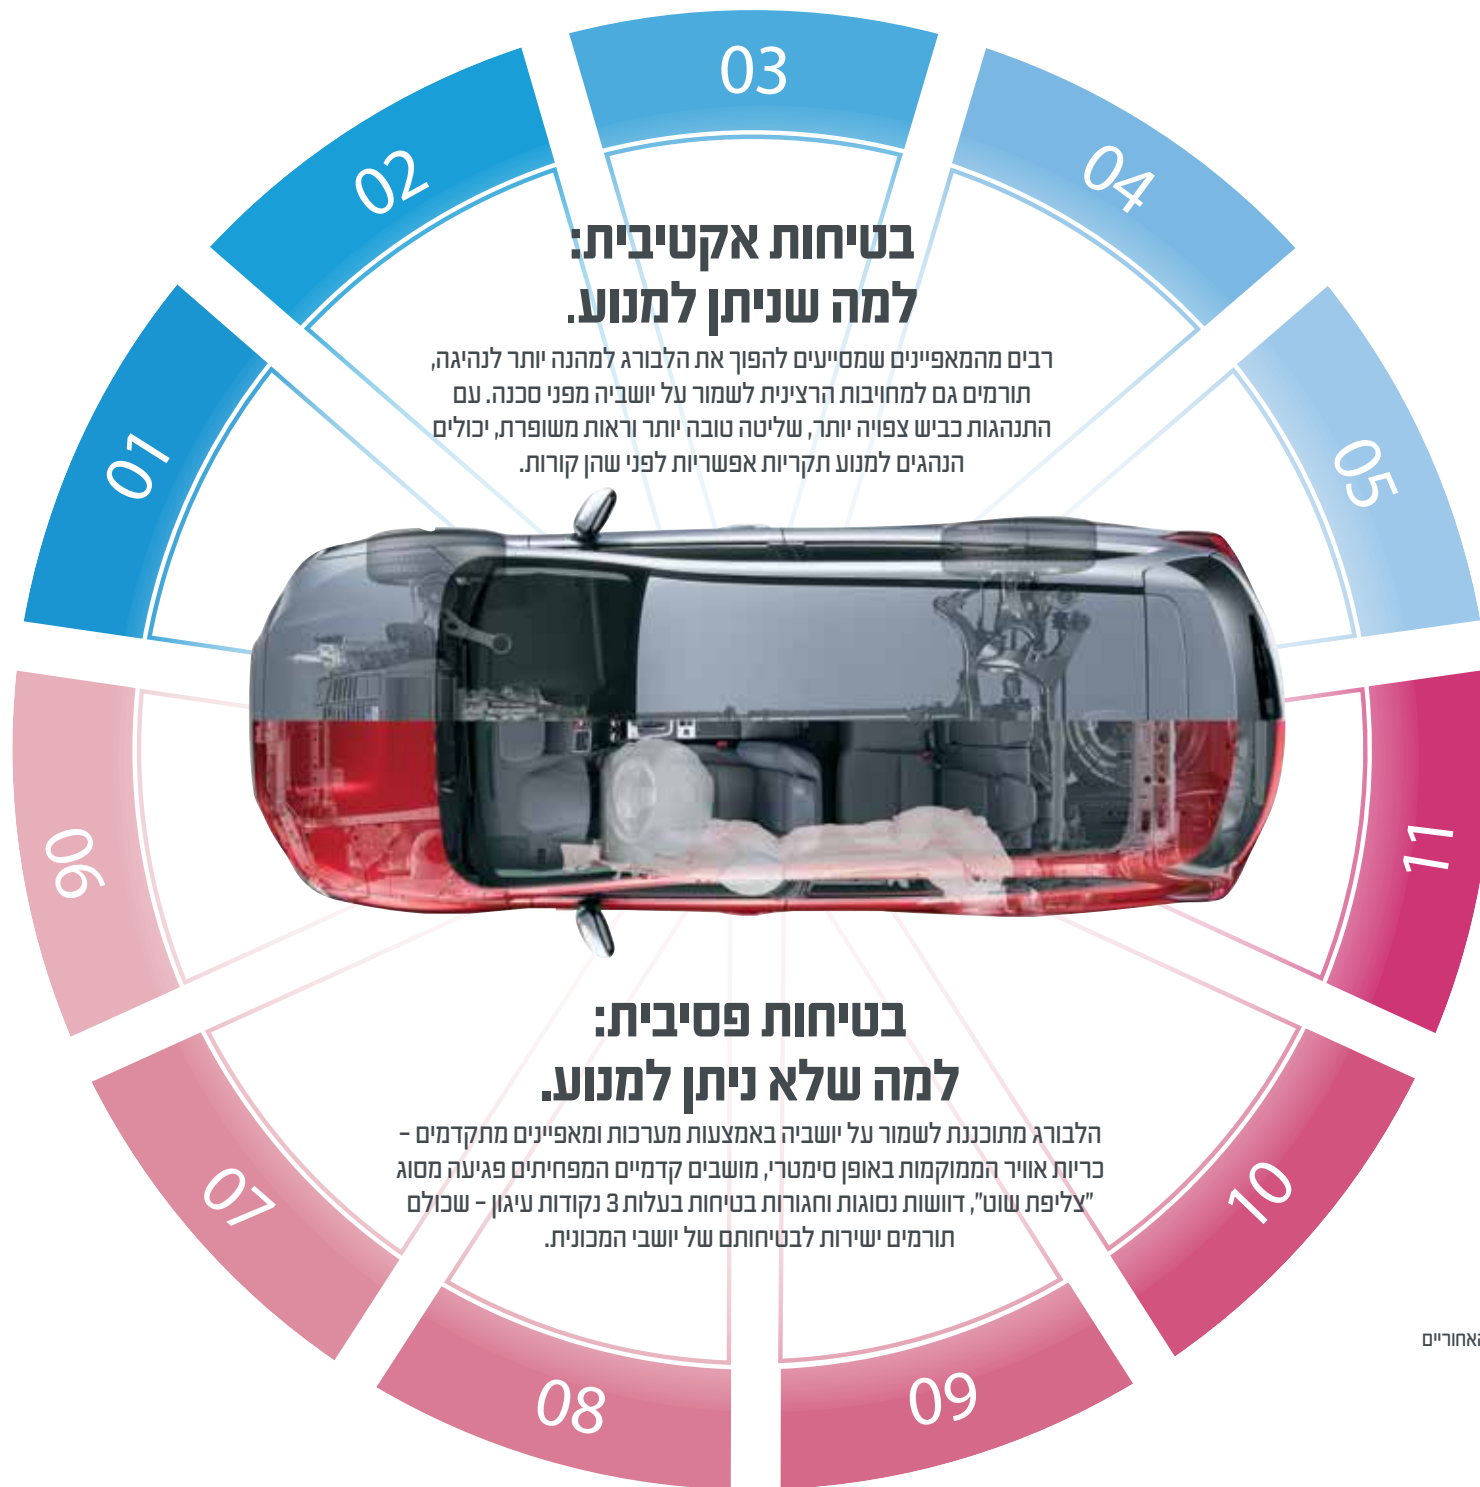 03
02
04
בטיחות אקטיבית:
למה שניתן למנוע.
רבים מהמאפיינים שמסייעים להפוך את הלבורג למהנה יותר לנהיגה,
תורמים גם למחויבות הרצינית לשמור על יושביה מפני סכנה. עם
התנהגות כביש צפויה יותר, שליטה טובה יותר וראות משופרת, יכולים
הנהגים למנוע תקריות אפשריות לפני שהן קורות.
01
05
06
11
בטיחות פסיבית:
למה שלא ניתן למנוע.
הלבורג מתוכננת לשמור על יושביה באמצעות מערכות ומאפיינים מתקדמים –
כריות אוויר הממוקמות באופן סימטרי, מושבים קדמיים המפחיתים פגיעה מסוג
"צליפת שוט", דוושות נסוגות וחגורות בטיחות בעלות 3 נקודות עיגון – שכולם
תורמים ישירות לבטיחותם של יושבי המכונית.
07
10
08
09
האחוריים